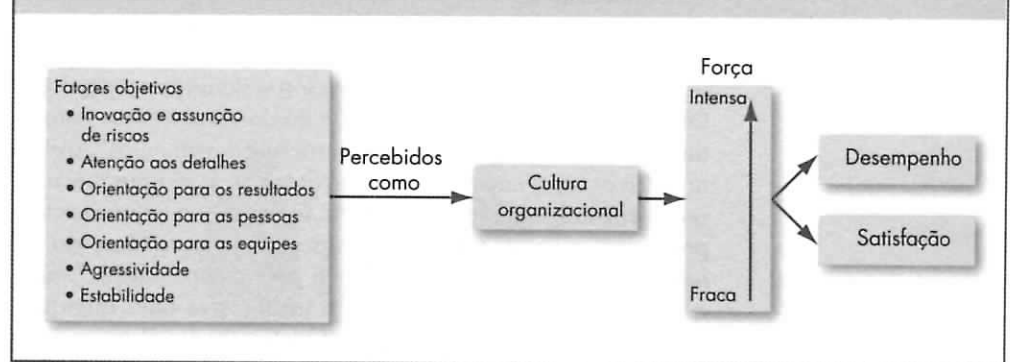 Fatores objetivos
• Inovação e assunção
de riscos
• Atenção aos detalhes
• Orientação para os resultados
• Orientação para as pessoas
• Orientação para as equipes
• Agressividade
• Estabilidade
Percebidos
como
Cultura
organizacional
Força
Intensa
Fraca
Desempenho
Satisfação